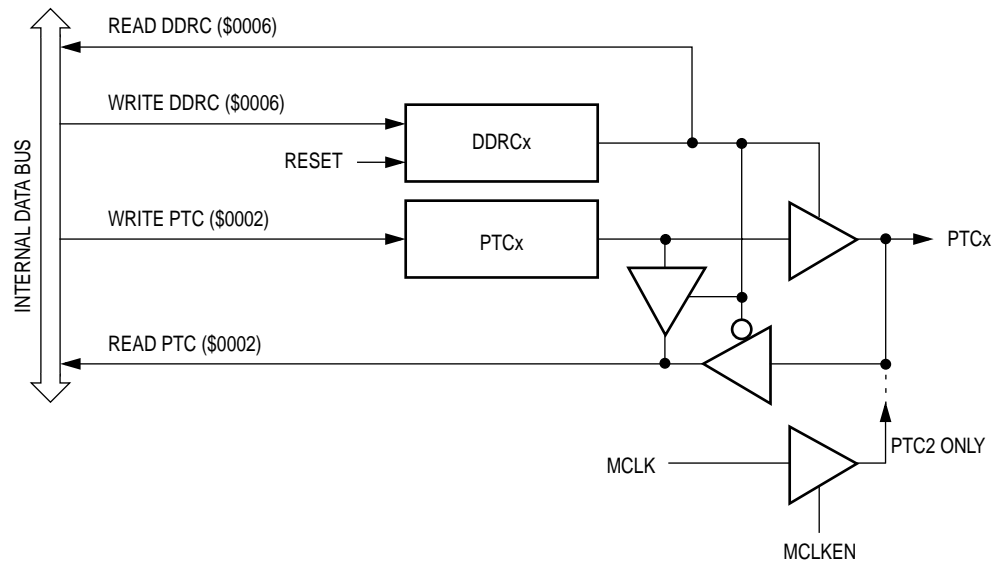 READ DDRC ($0006)
WRITE DDRC ($0006)
DDRCx
RESET
INTERNAL DATA BUS
WRITE PTC ($0002)
PTCx
PTCx
READ PTC ($0002)
PTC2 ONLY
MCLK
MCLKEN